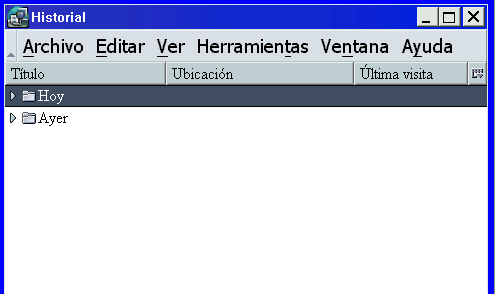 Historial
Archivo Editar Ver Herramientas Ventana Ayuda
Título Ubicación Última visita
Hoy
Ayer